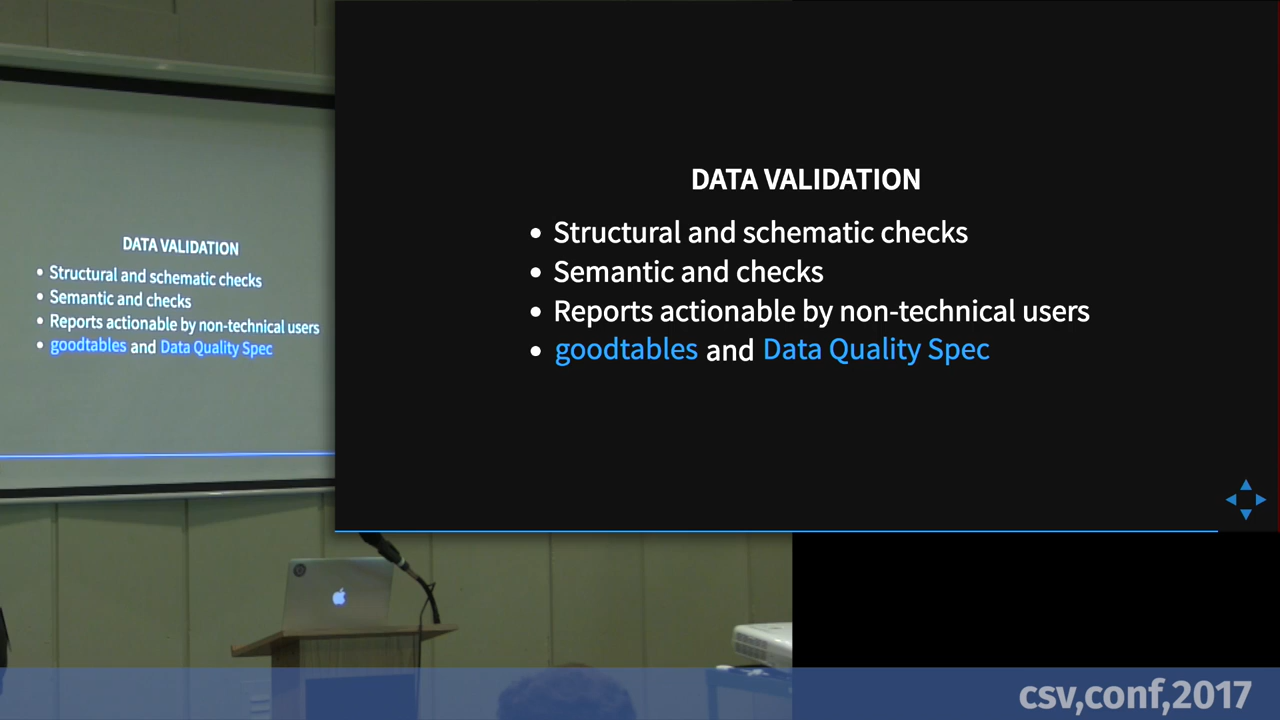 DATA VALIDATION
Structural and schematic checks
Semantic and checks
Reports actionable by non-technical users
goodtables and Data Quality Spec
DATA VALIDATION
Structural and schematic checks
Semantic and checks
Reports actionable by non-technical users
goodtables and Data Quality Spec
csv,conf,2017